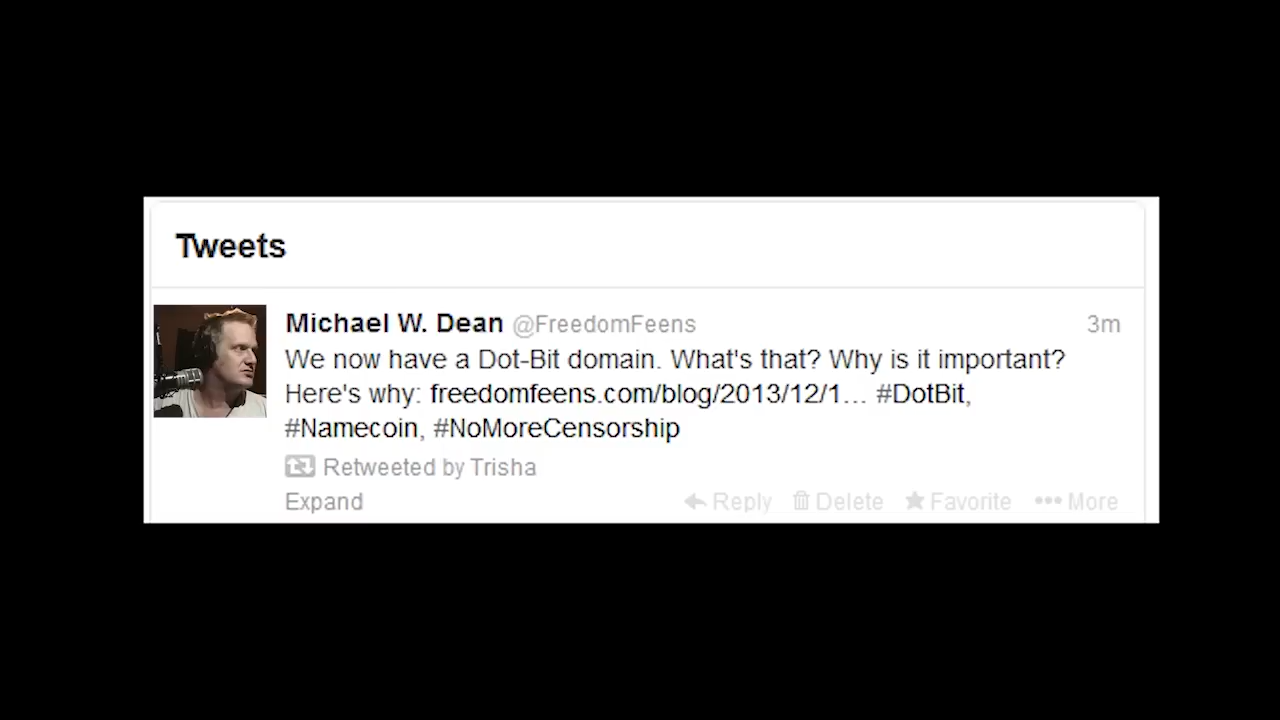 Tweets
Michael W. Dean @FreedomFeens 3m
We now have a Dot-Bit domain. What's that? Why is it important?
Here's why: freedomfeens.com/blog/2013/12/1... #DotBit,
#Namecoin, #NoMoreCensorship
Retweeted by Trisha
Expand Reply Delete Favorite More